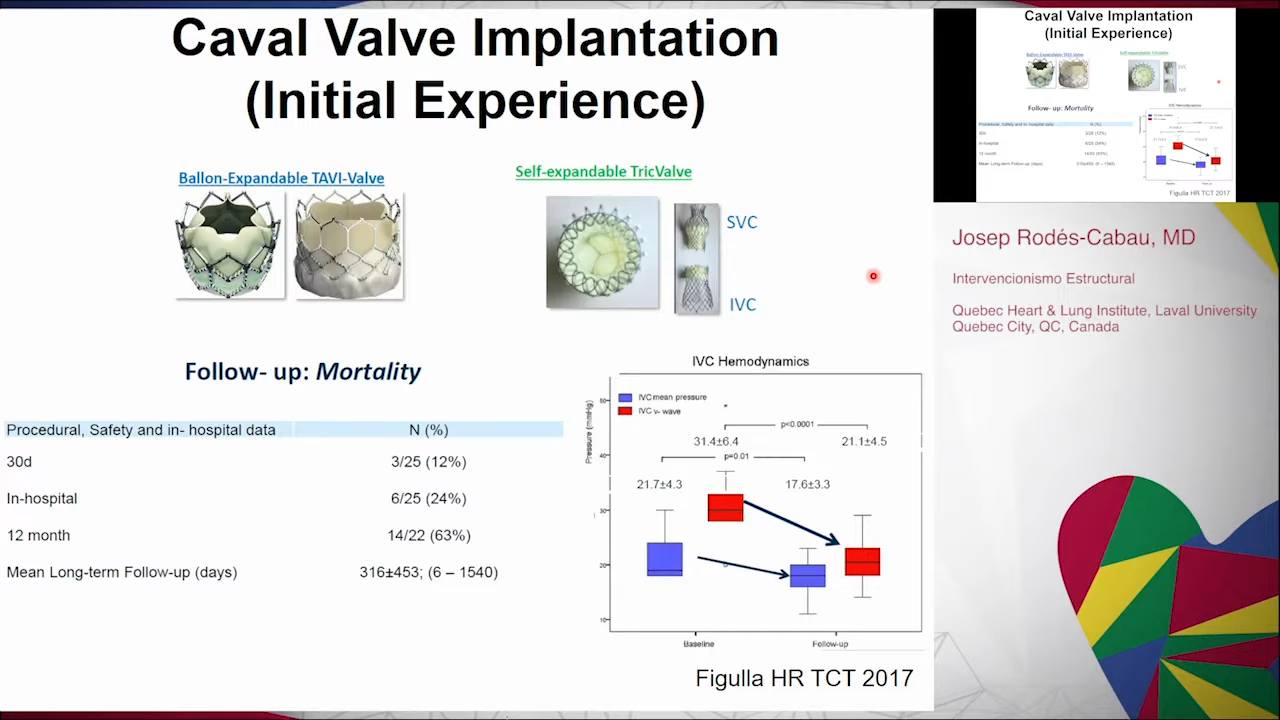 Caval Valve Implantation
(Initial Experience)
Ballon-Expandable TAVI-Valve
Self-expandable TricValve
SVC
IVC
Follow- up: Mortality
Procedural, Safety and in- hospital data N (%)
30d 3/25 (12%)
In-hospital 6/25 (24%)
12 month 14/22 (63%)
Mean Long-term Follow-up (days) 316±453; (6 – 1540)
IVC Hemodynamics
Pressure (mmHg)
IVC mean pressure
IVC v- wave
p<0.0001
31.4±6.4
21.1±4.5
p=0.01
21.7±4.3
17.6±3.3
50
40
30
20
10
Baseline
Follow-up
Figulla HR TCT 2017
Caval Valve Implantation
(Initial Experience)
Ballon-Expandable TAVI-Valve
Self-expandable TricValve
SVC
IVC
Follow- up: Mortality
IVC Hemodynamics
Procedural, Safety and in- hospital data N (%)
30d 3/25 (12%)
In-hospital 6/25 (24%)
12 month 14/22 (63%)
Mean Long-term Follow-up (days) 316±453; (6 – 1540)
Figulla HR TCT 2017
Josep Rodés-Cabau, MD
Intervencionismo Estructural
Quebec Heart & Lung Institute, Laval University
Quebec City, QC, Canada